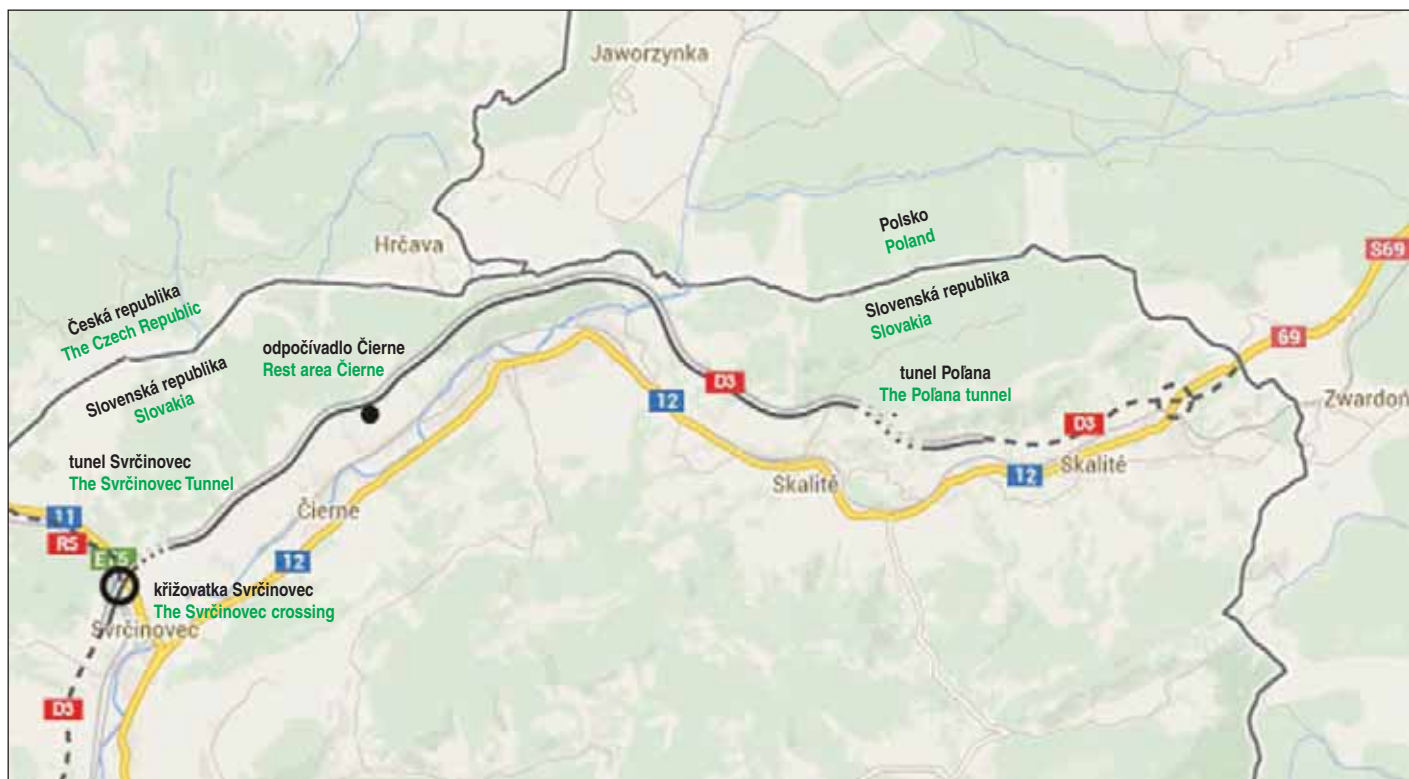 Jaworzynka
Polsko
Poland
Hrčava
S69
Česká republika
The Czech Republic
Slovenská republika
Slovakia
69
odpočívadlo Čierne
Rest area Čierne
Slovenská republika
Slovakia
D3
tunel Poľana
The Poľana tunnel
12
Zwardoń
D3
tunel Svrčinovec
The Svrčinovec Tunnel
Skalité
Skalité
12
Čierne
11
R5
12
křižovatka Svrčinovec
The Svrčinovec crossing
Svrčinovec
D3